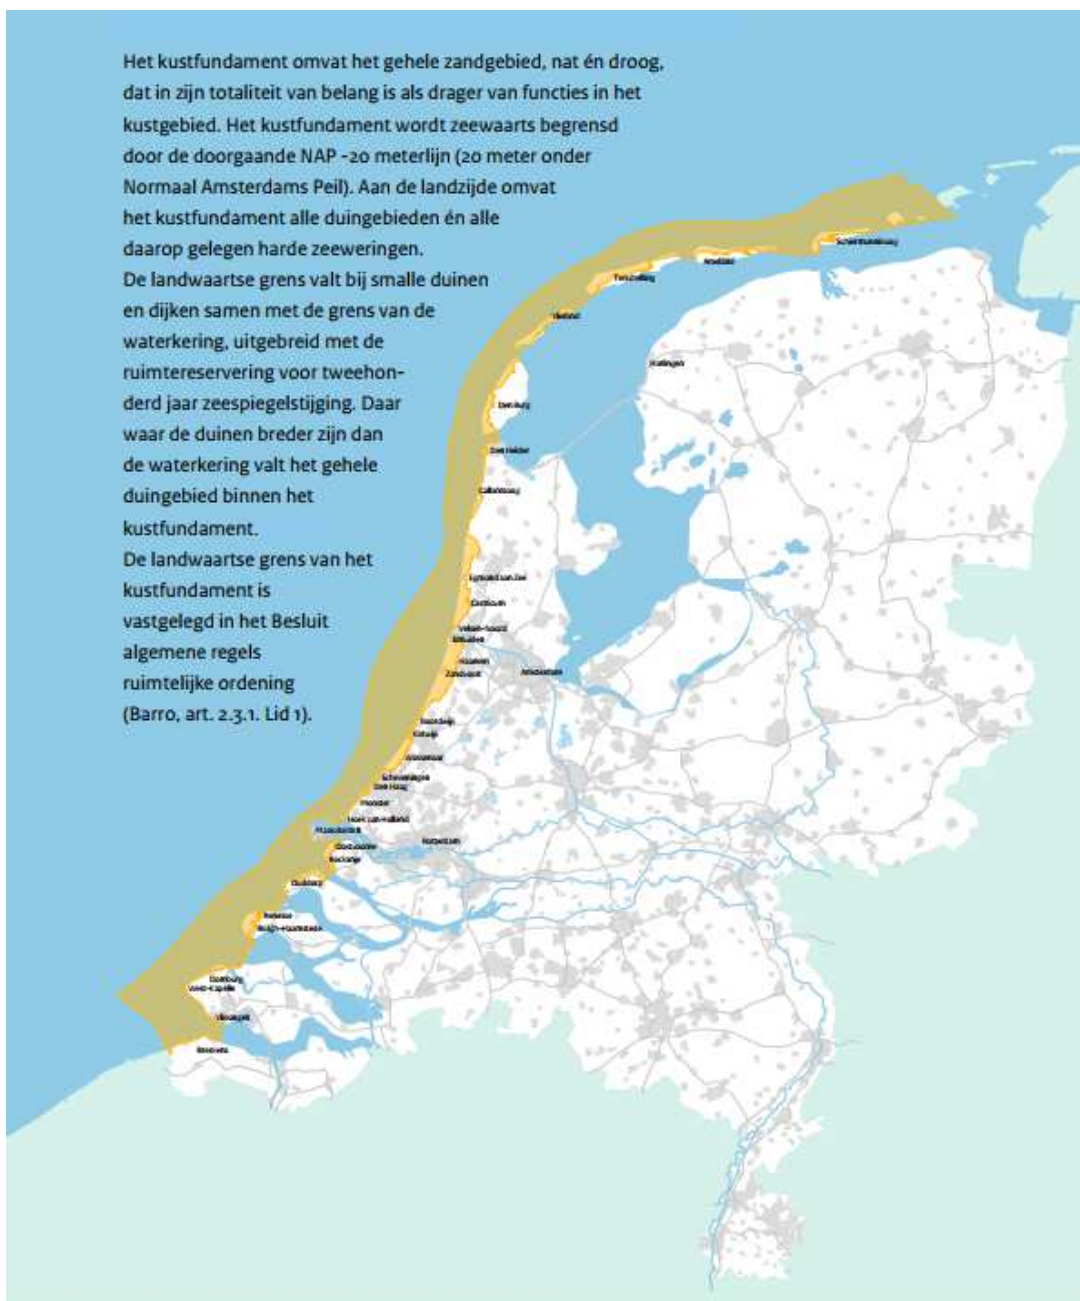 Het kustfundament omvat het gehele zandgebied, nat én droog,
dat in zijn totaliteit van belang is als drager van functies in het
kustgebied. Het kustfundament wordt zeewaarts begrensd
door de doorgaande NAP -20 meterlijn (20 meter onder
Normaal Amsterdams Peil). Aan de landzijde omvat
het kustfundament alle duingebieden én alle
daarop gelegen harde zeeweringen.
De landwaartse grens valt bij smalle duinen
en dijken samen met de grens van de
waterkering, uitgebreid met de
ruimtereservering voor tweehon-
derd jaar zeespiegelstijging. Daar
waar de duinen breder zijn dan
de waterkering valt het gehele
duingebied binnen het
kustfundament.
De landwaartse grens van het
kustfundament is
vastgelegd in het Besluit
algemene regels
ruimtelijke ordening
(Barro, art. 2.3.1. Lid 1).
Schiermonnikoog
Ameland
Terschelling
Vlieland
Harlingen
Den Burg
Den Helder
Callantsoog
Egmond aan Zee
Castricum
Velsen-Noord
IJmuiden
Haarlem
Zandvoort
Amsterdam
Noordwijk
Katwijk
Wassenaar
Scheveningen
Den Haag
Monster
Hoek van Holland
Maasvlakte
Rotterdam
Oostvoorne
Rockanje
Ouddorp
Renesse
Burgh-Haamstede
Domburg
West-Kapelle
Vlissingen
Breskens